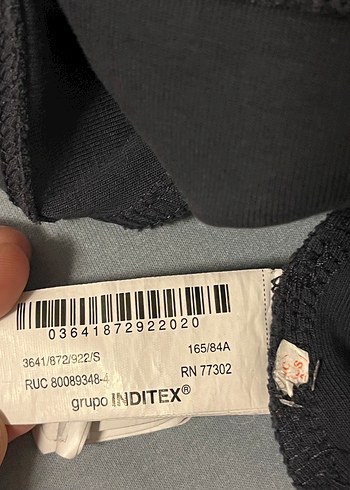 03641872922020
3641/872/922/S 165/84A
RUC 80089348-4 RN 77302
grupo INDITEX®